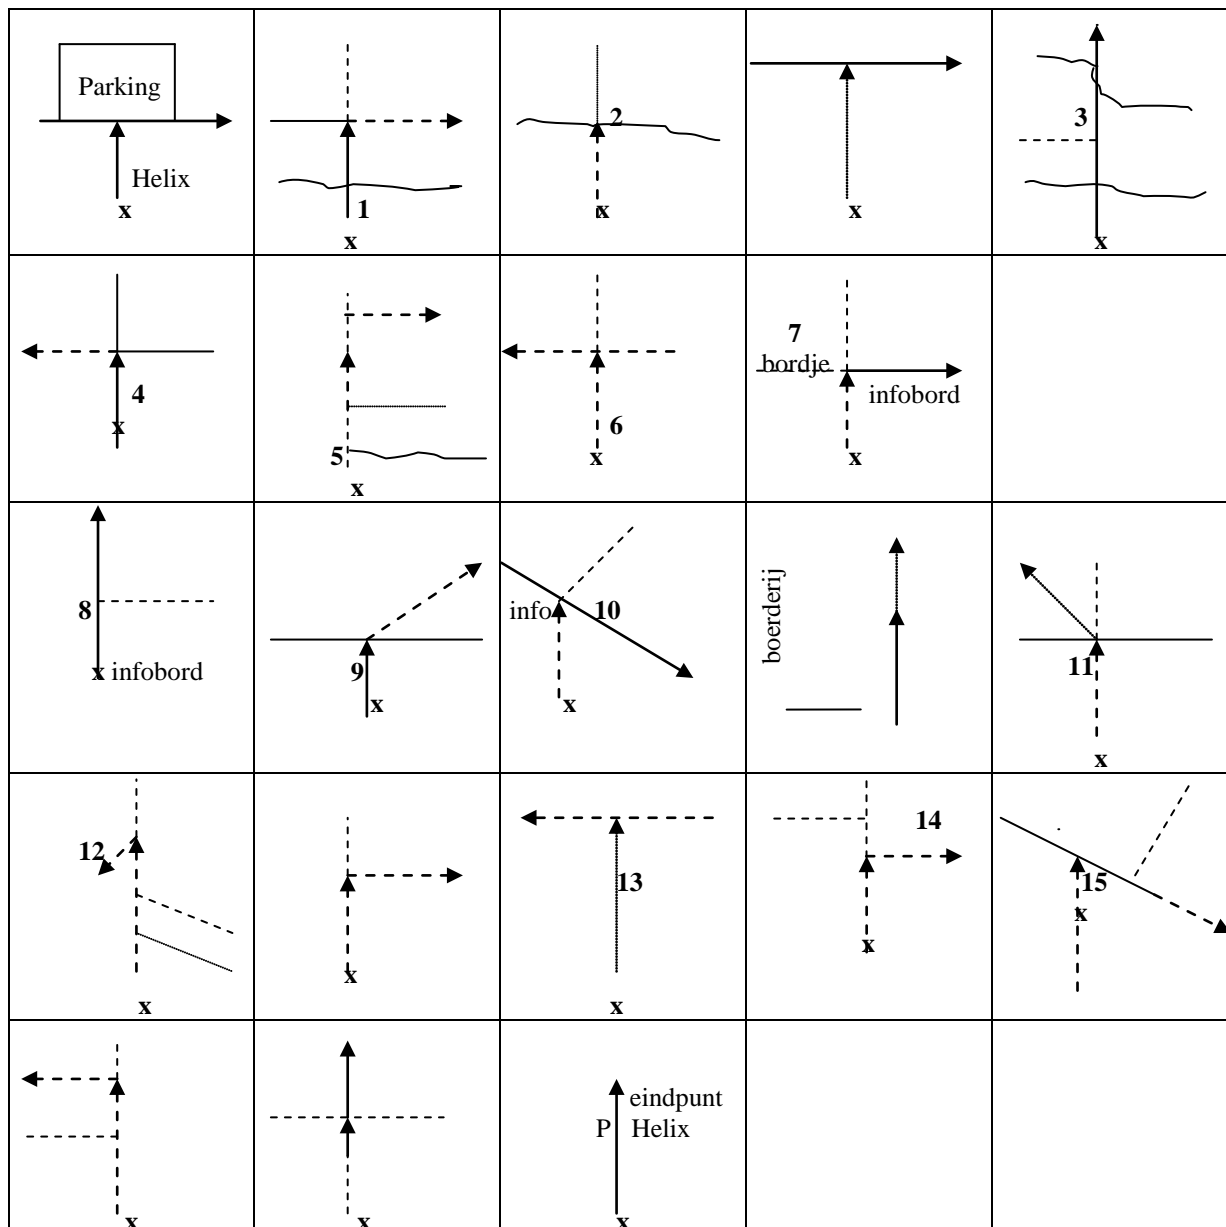 Parking
Helix
x
1
x
2
x
x
3
x
4
x
5
x
6
x
7
bordje
infobord
x
8
x infobord
9
x
info 10
x
boerderij
11
x
12
x
x
13
x
14
x
15
x
x
x
eindpunt
P Helix
x